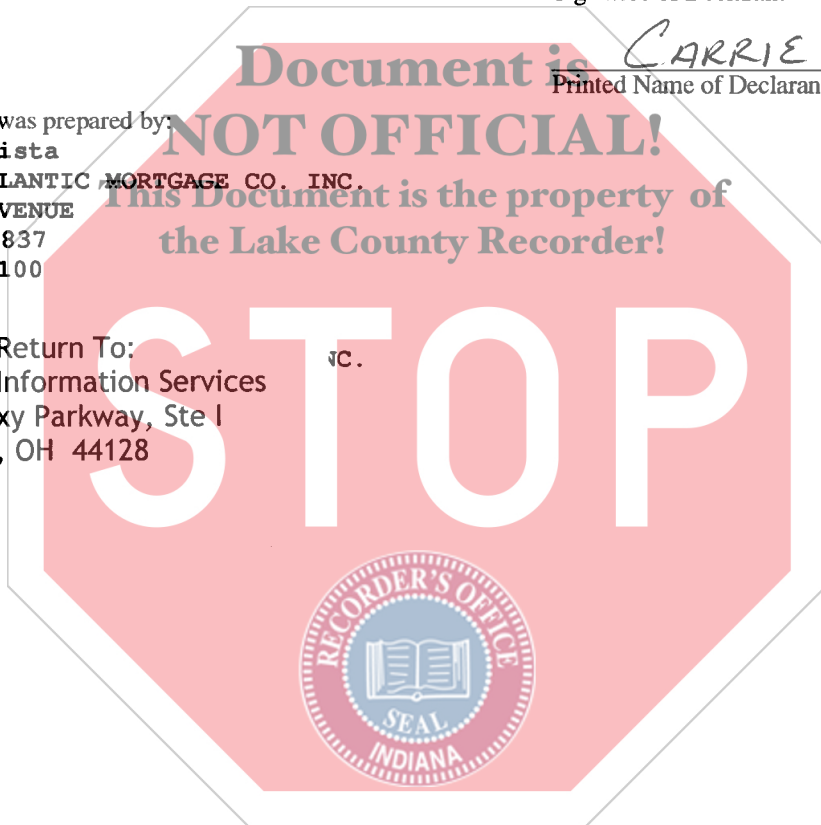 CARRIE
Document is
Printed Name of Declaran
was prepared by:
NOT OFFICIAL!
ista
LANTIC MORTGAGE CO. INC.
This Document is the property of
VENUE
837
the Lake County Recorder!
100
STOP
Return To:
NC.
Information Services
xy Parkway, Ste I
, OH 44128
RECORDER'S OFFICE
SEAL
INDIANA